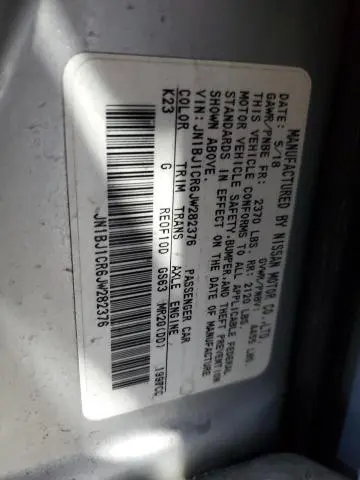 MANUFACTURED BY NISSAN MOTOR CO.,LTD.
DATE: 5/18 GVWR/PNBV: 4409 LBS.
GAWR/PNBE FR: 2370 LBS. RR: 2120 LBS.
THIS VEHICLE CONFORMS TO ALL APPLICABLE FEDERAL
MOTOR VEHICLE SAFETY,BUMPER,AND THEFT PREVENTION
STANDARDS IN EFFECT ON THE DATE OF MANUFACTURE
SHOWN ABOVE.
VIN:JN1BJ1CR6JW282376 PASSENGER CAR
COLOR TRIM TRANS AXLE ENGINE
K23 G RE0F10D GS63 MR20(DD) 1997CC
JN1BJ1CR6JW282376